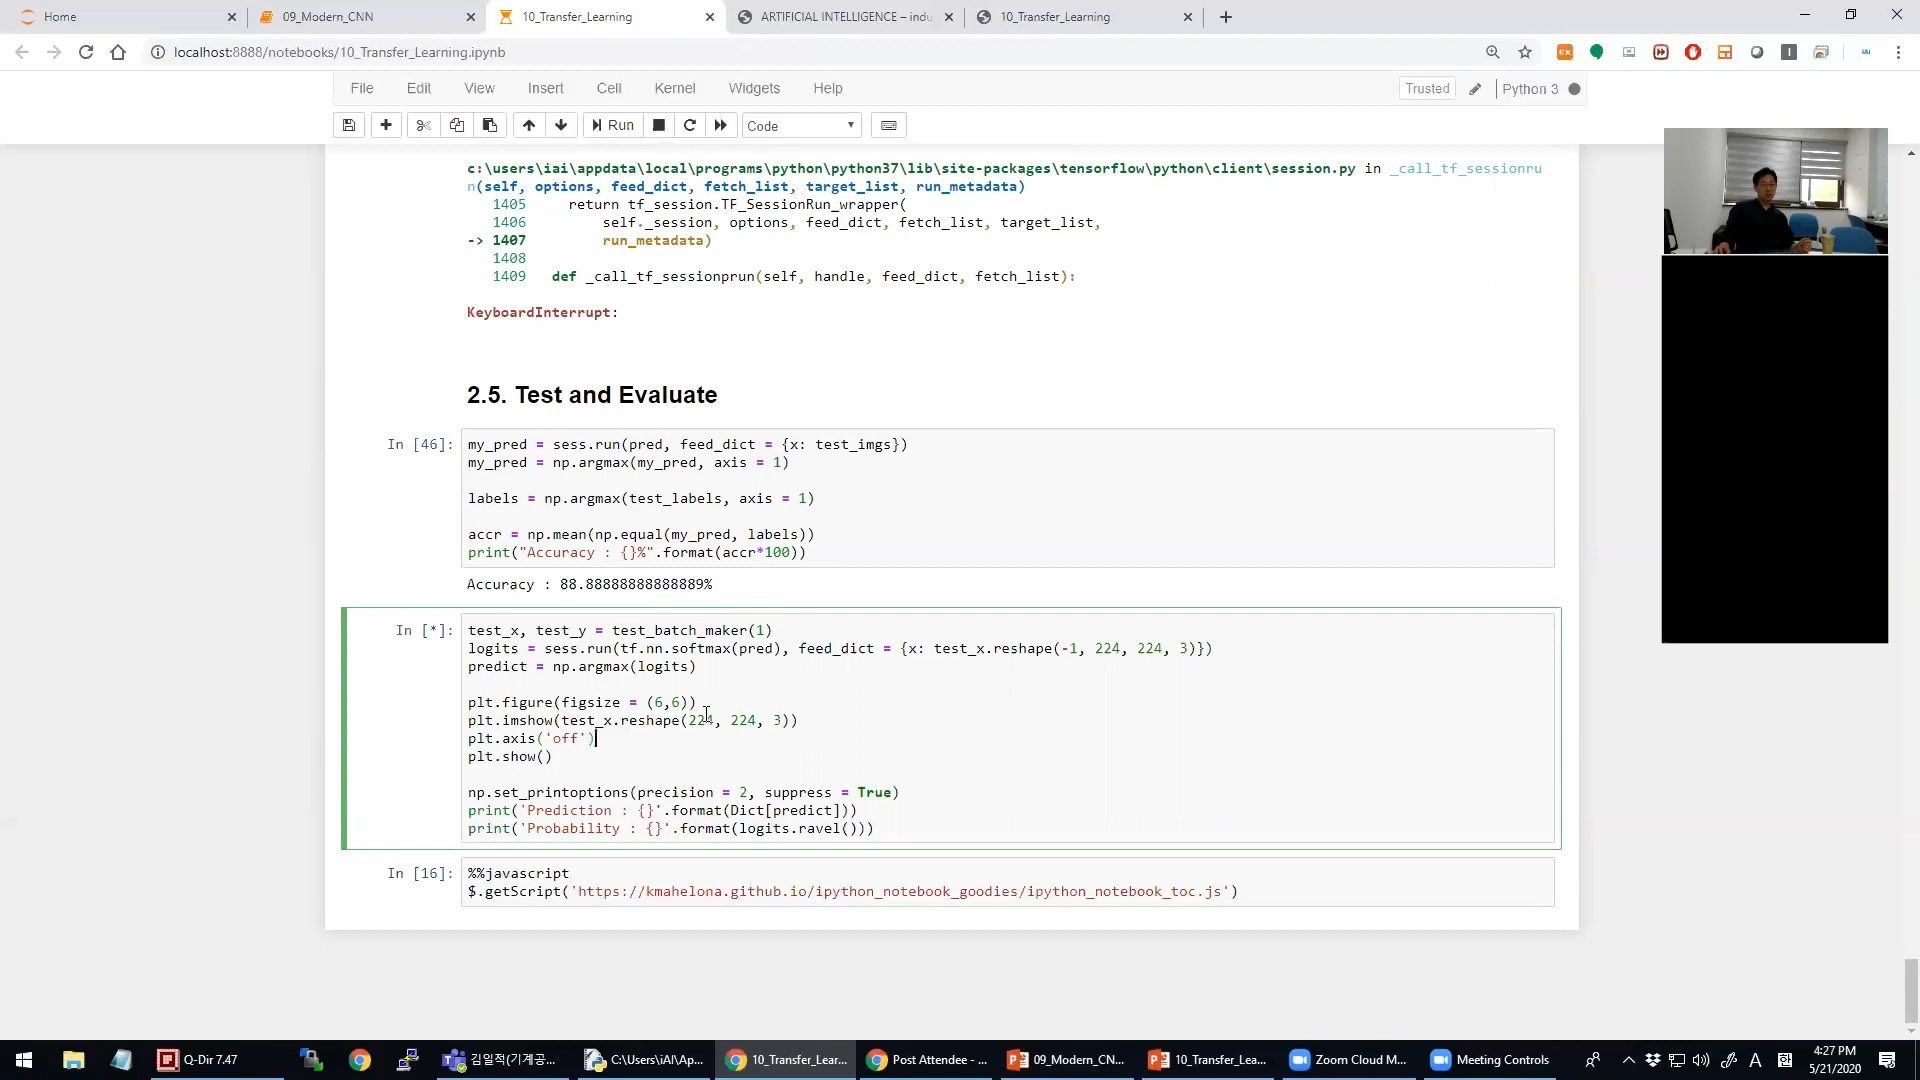 Home
09_Modern_CNN
10_Transfer_Learning
ARTIFICIAL INTELLIGENCE – indu
10_Transfer_Learning
localhost:8888/notebooks/10_Transfer_Learning.ipynb
File Edit View Insert Cell Kernel Widgets Help
Trusted
Python 3
Run
Code
c:\users\iai\appdata\local\programs\python\python37\lib\site-packages\tensorflow\python\client\session.py in _call_tf_sessionru
n(self, options, feed_dict, fetch_list, target_list, run_metadata)
1405 return tf_session.TF_SessionRun_wrapper(
1406 self._session, options, feed_dict, fetch_list, target_list,
-> 1407 run_metadata)
1408
1409 def _call_tf_sessionprun(self, handle, feed_dict, fetch_list):
KeyboardInterrupt:
2.5. Test and Evaluate
In [46]:
my_pred = sess.run(pred, feed_dict = {x: test_imgs})
my_pred = np.argmax(my_pred, axis = 1)
labels = np.argmax(test_labels, axis = 1)
accr = np.mean(np.equal(my_pred, labels))
print("Accuracy : {}%".format(accr*100))
Accuracy : 88.88888888888889%
In [*]:
test_x, test_y = test_batch_maker(1)
logits = sess.run(tf.nn.softmax(pred), feed_dict = {x: test_x.reshape(-1, 224, 224, 3)})
predict = np.argmax(logits)
plt.figure(figsize = (6,6))
plt.imshow(test_x.reshape(224, 224, 3))
plt.axis('off')
plt.show()
np.set_printoptions(precision = 2, suppress = True)
print('Prediction : {}'.format(Dict[predict]))
print('Probability : {}'.format(logits.ravel()))
In [16]:
%%javascript
$.getScript('https://kmahelona.github.io/ipython_notebook_goodies/ipython_notebook_toc.js')
Q-Dir 7.47
김일적(기계공...
C:\Users\iAI\Ap...
10_Transfer_Lear...
Post Attendee - ...
09_Modern_CN...
10_Transfer_Lea...
Zoom Cloud M...
Meeting Controls
A
4:27 PM
5/21/2020